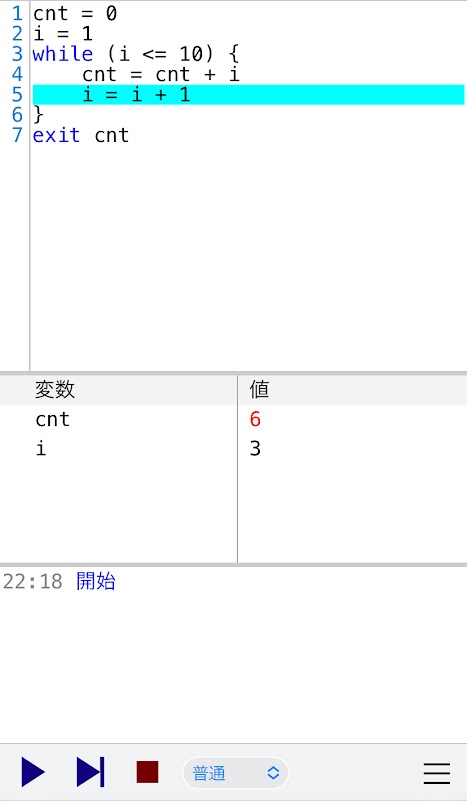 1 cnt = 0
2 i = 1
3 while (i <= 10) {
4     cnt = cnt + i
5     i = i + 1
6 }
7 exit cnt
変数 値
cnt 6
i 3
22:18 開始
普通